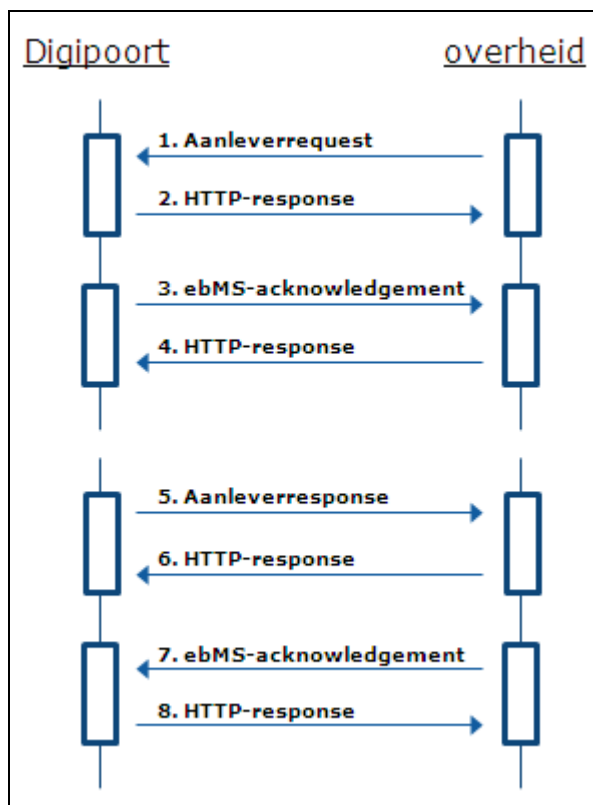 Digipoort
overheid
1. Aanleverrequest
2. HTTP-response
3. ebMS-acknowledgement
4. HTTP-response
5. Aanleverresponse
6. HTTP-response
7. ebMS-acknowledgement
8. HTTP-response